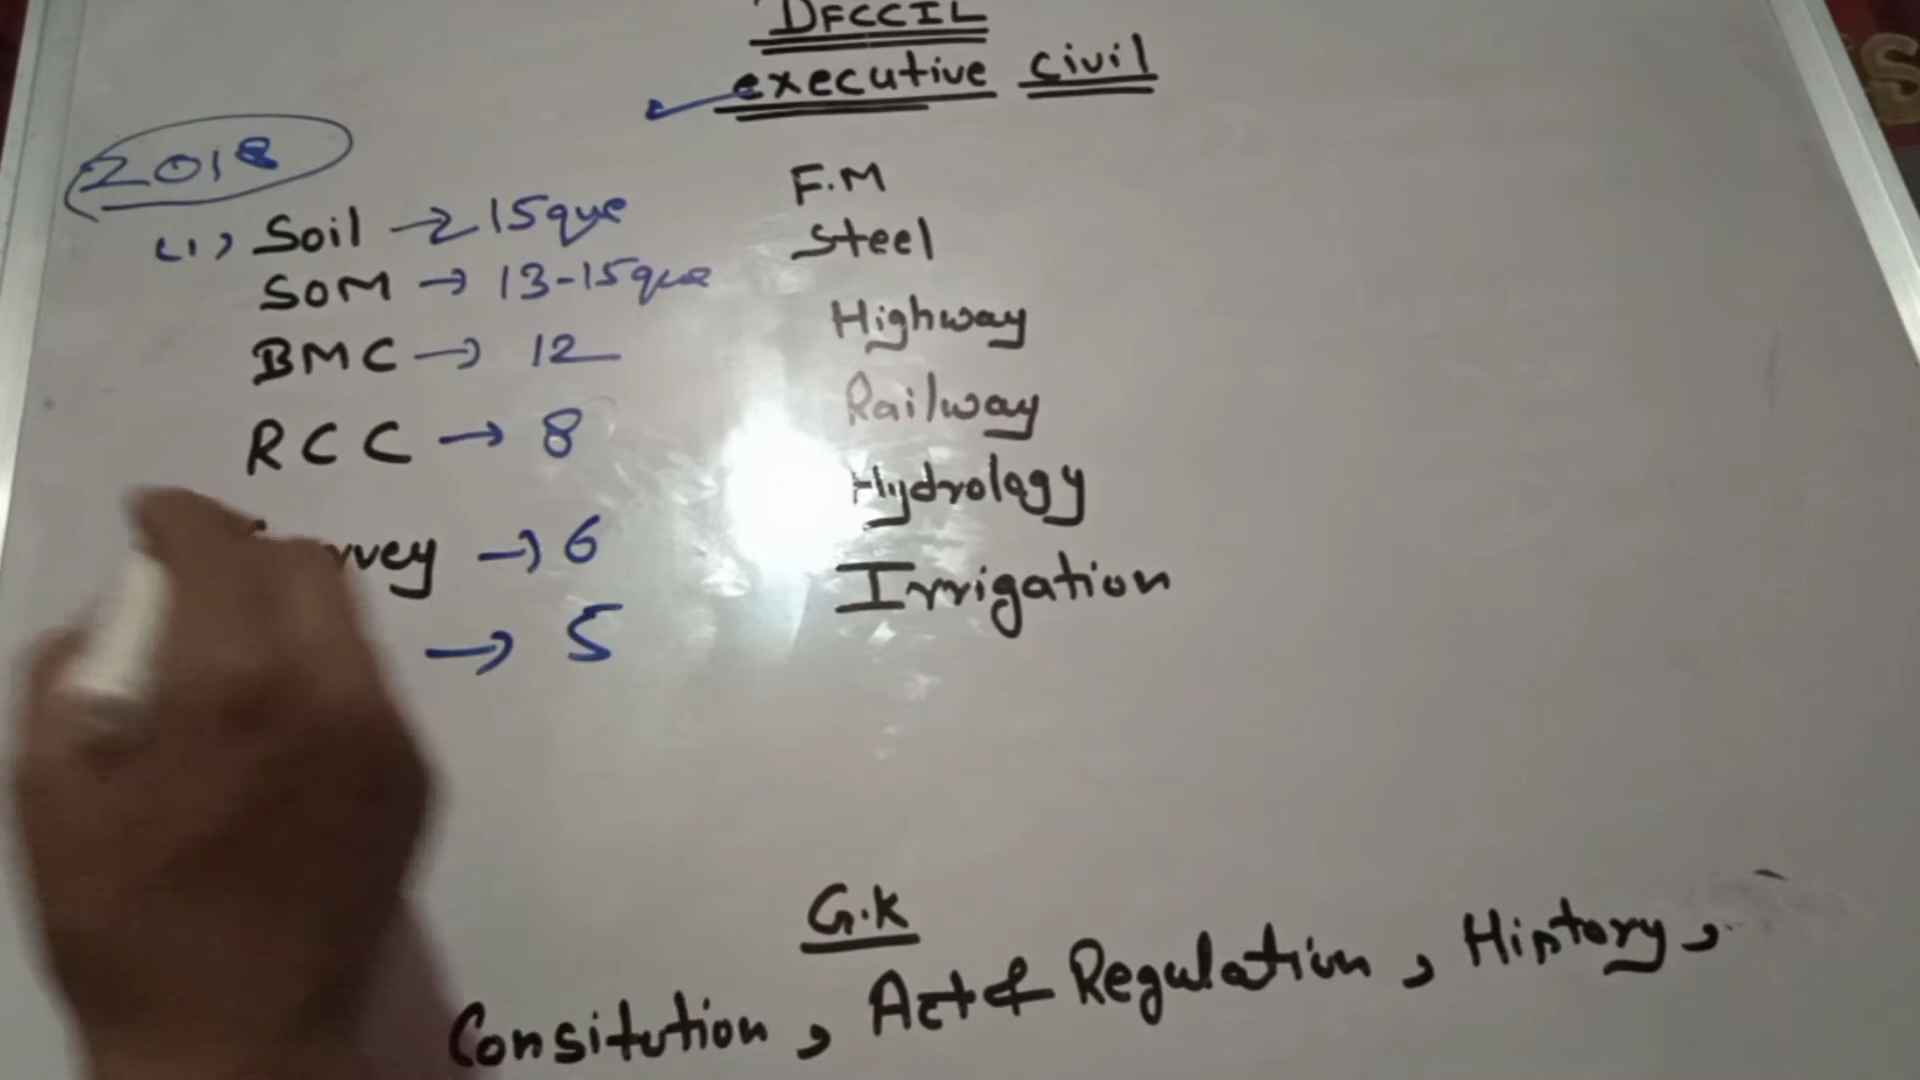 DFCCIL
executive civil
2018
(1) Soil → 15que
SOM → 13-15que
BMC → 12
RCC → 8
→ 6
→ 5
F.M
Steel
Highway
Railway
Hydrology
Irrigation
G.K
Consitution, Act & Regulation, History,
S